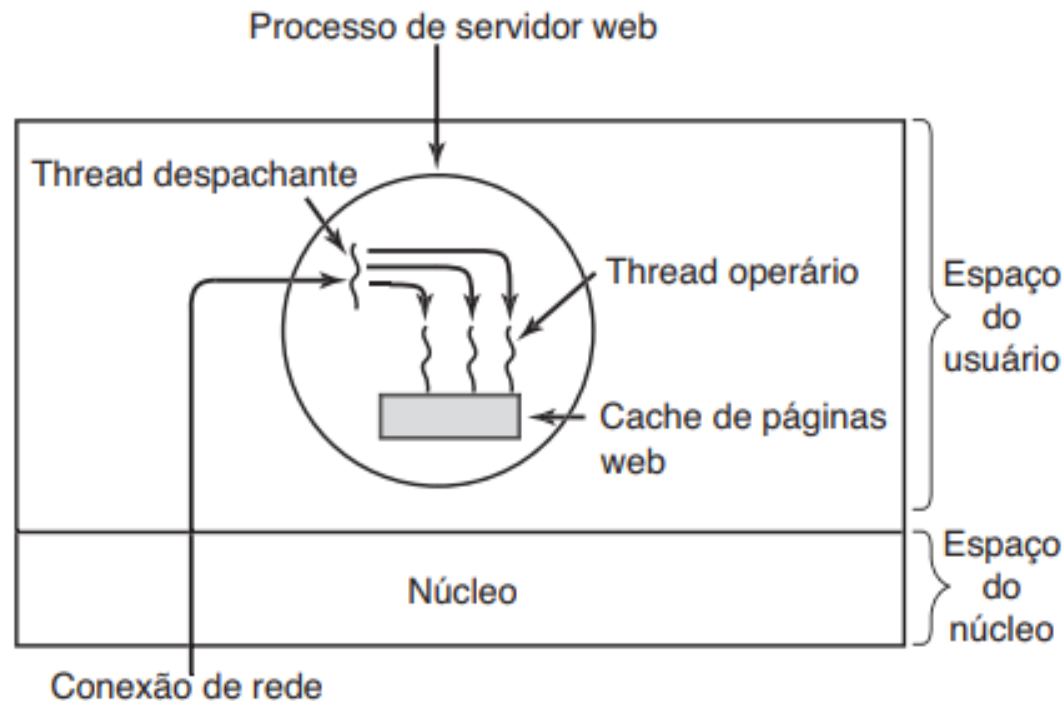 Processo de servidor web
Thread despachante
Thread operário
Espaço
do
usuário
Cache de páginas
web
Núcleo
Espaço
do
núcleo
Conexão de rede